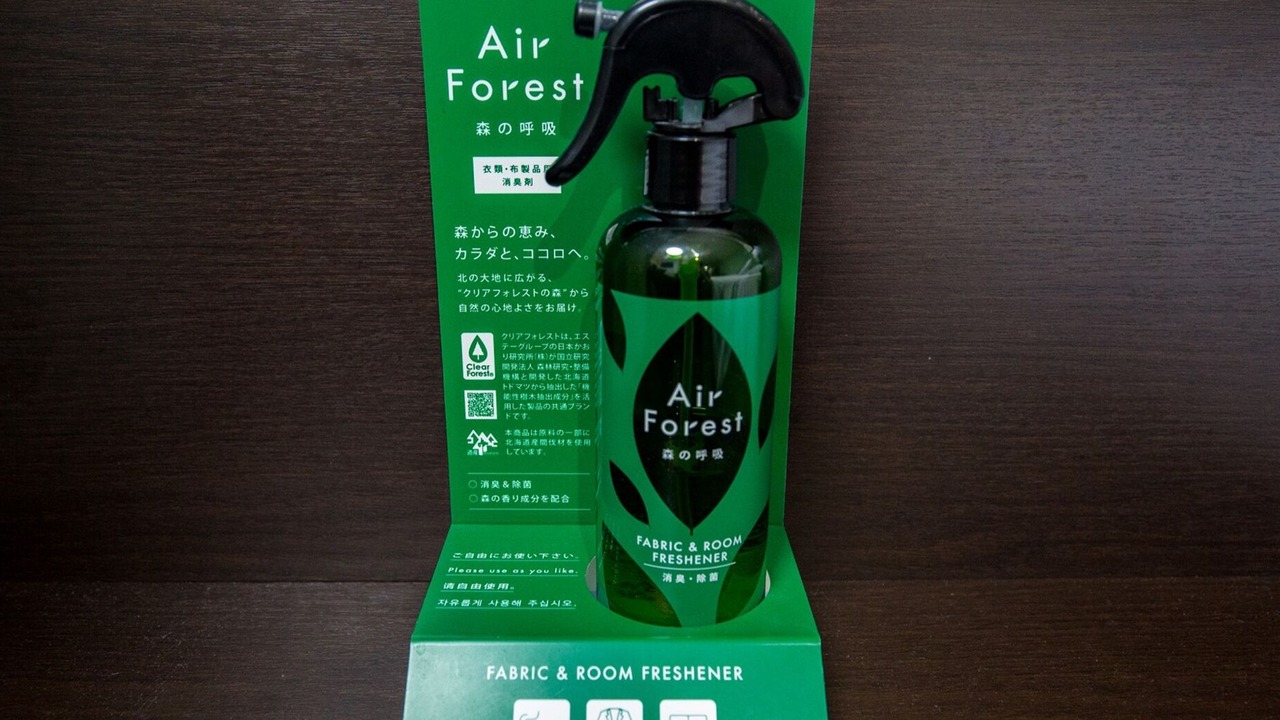 Air
Forest
森の呼吸
衣類・布製品
消臭剤
森からの恵み、
カラダと、ココロへ。
北の大地に広がる、
“クリアフォレストの森”から
自然の心地よさをお届け。
Clear
Forest®
クリアフォレストは、エス
テーグループの日本かお
り研究所(株)が国立研究
開発法人 森林研究・整備
機構と開発した北海道
トドマツから抽出した「機
能性樹木抽出成分」を活
用した製品の共通ブラン
ドです。
本商品は原料の一部に
北海道産間伐材を使用
しています。
○ 消臭&除菌
○ 森の香り成分を配合
Air
Forest
森の呼吸
FABRIC & ROOM
FRESHENER
消臭・除菌
ご自由にお使い下さい。
Please use as you like.
请自由使用。
자유롭게 사용해 주십시오.
FABRIC & ROOM FRESHENER